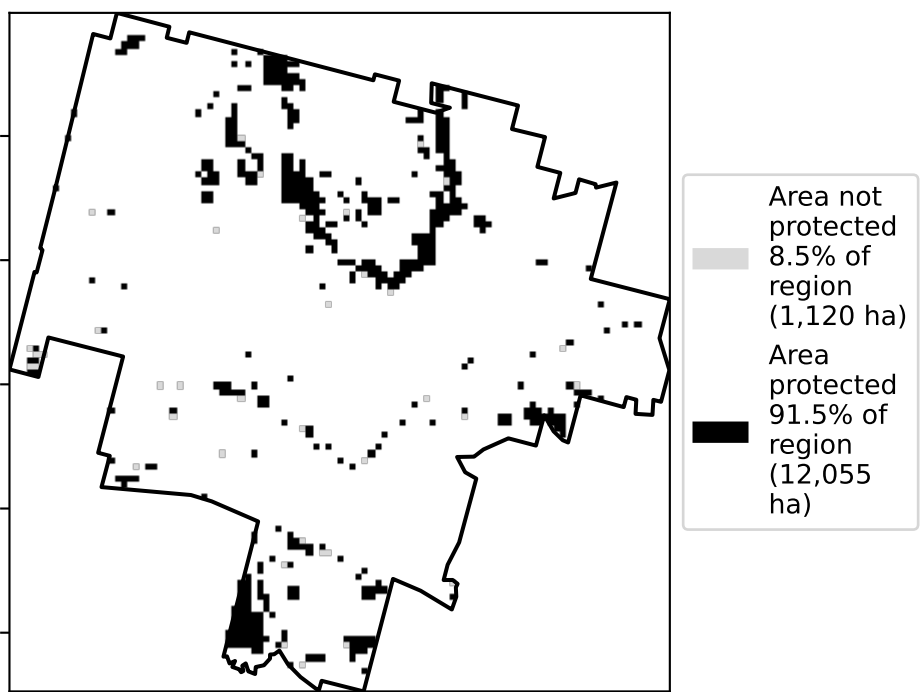 Area not
protected
8.5% of
region
(1,120 ha)
Area
protected
91.5% of
region
(12,055
ha)